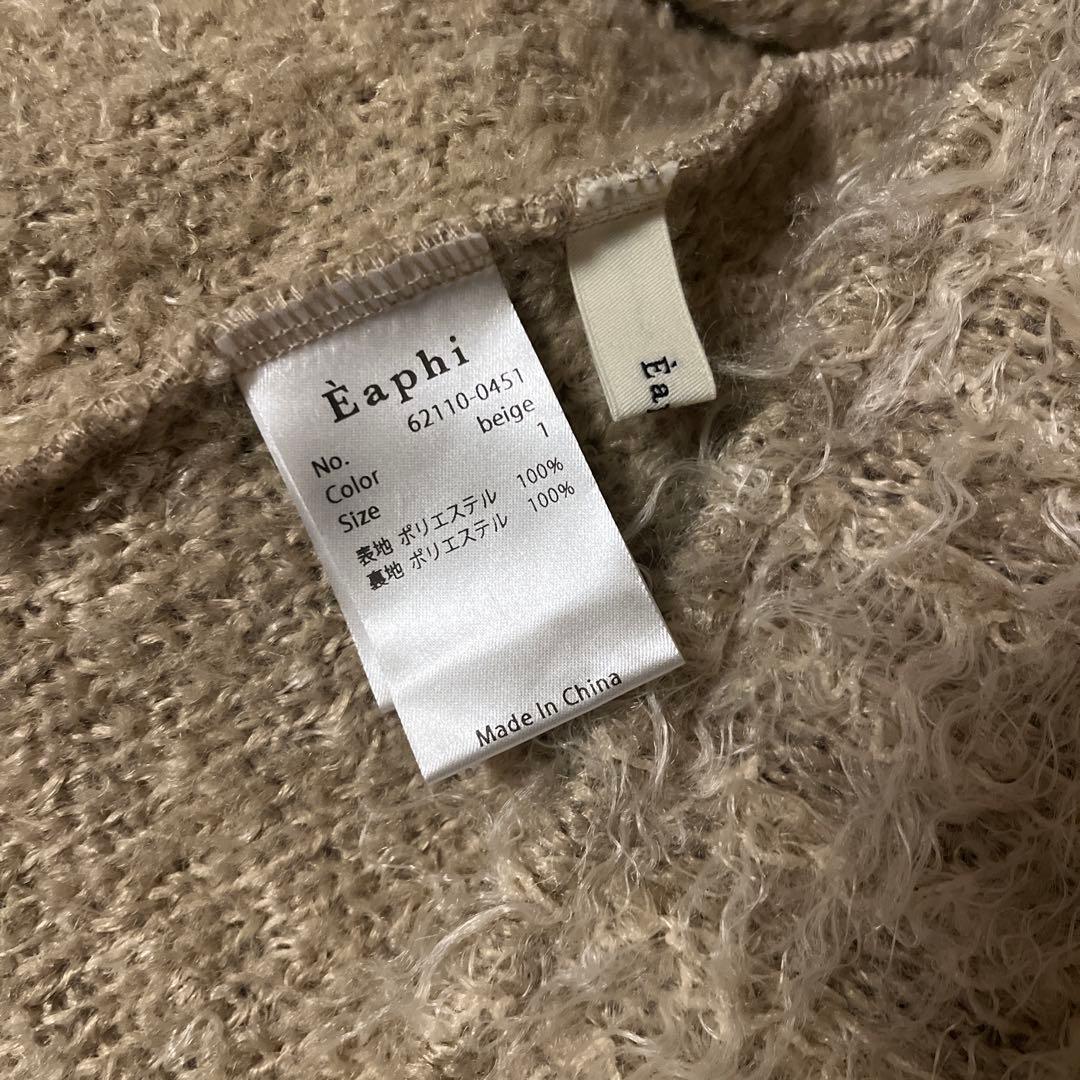 Èaphi
No. 62110-0451
Color beige
Size 1
表地 ポリエステル 100%
裏地 ポリエステル 100%
Made In China
Èa